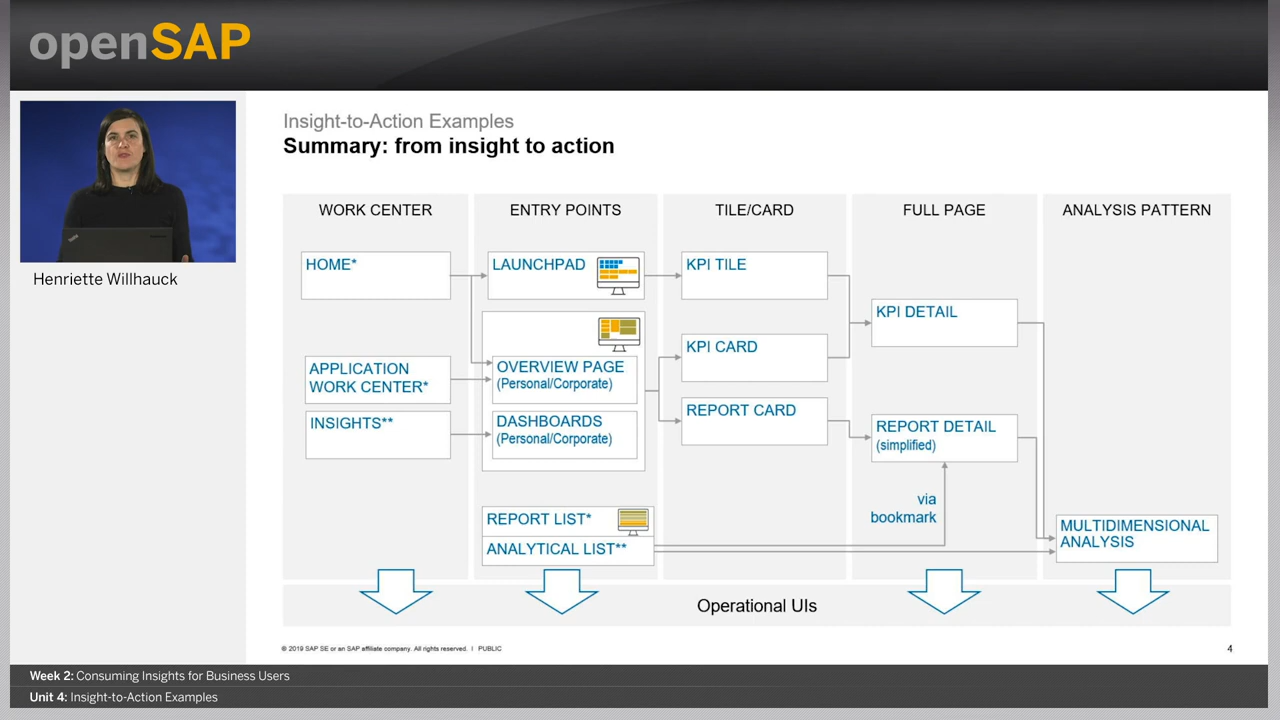 openSAP
Henriette Willhauck
Insight-to-Action Examples
Summary: from insight to action
WORK CENTER
ENTRY POINTS
TILE/CARD
FULL PAGE
ANALYSIS PATTERN
HOME*
LAUNCHPAD
KPI TILE
KPI DETAIL
KPI CARD
APPLICATION
WORK CENTER*
OVERVIEW PAGE
(Personal/Corporate)
INSIGHTS**
DASHBOARDS
(Personal/Corporate)
REPORT CARD
REPORT DETAIL
(simplified)
via
bookmark
REPORT LIST*
ANALYTICAL LIST**
MULTIDIMENSIONAL
ANALYSIS
Operational UIs
© 2019 SAP SE or an SAP affiliate company. All rights reserved. I PUBLIC
4
Week 2: Consuming Insights for Business Users
Unit 4: Insight-to-Action Examples